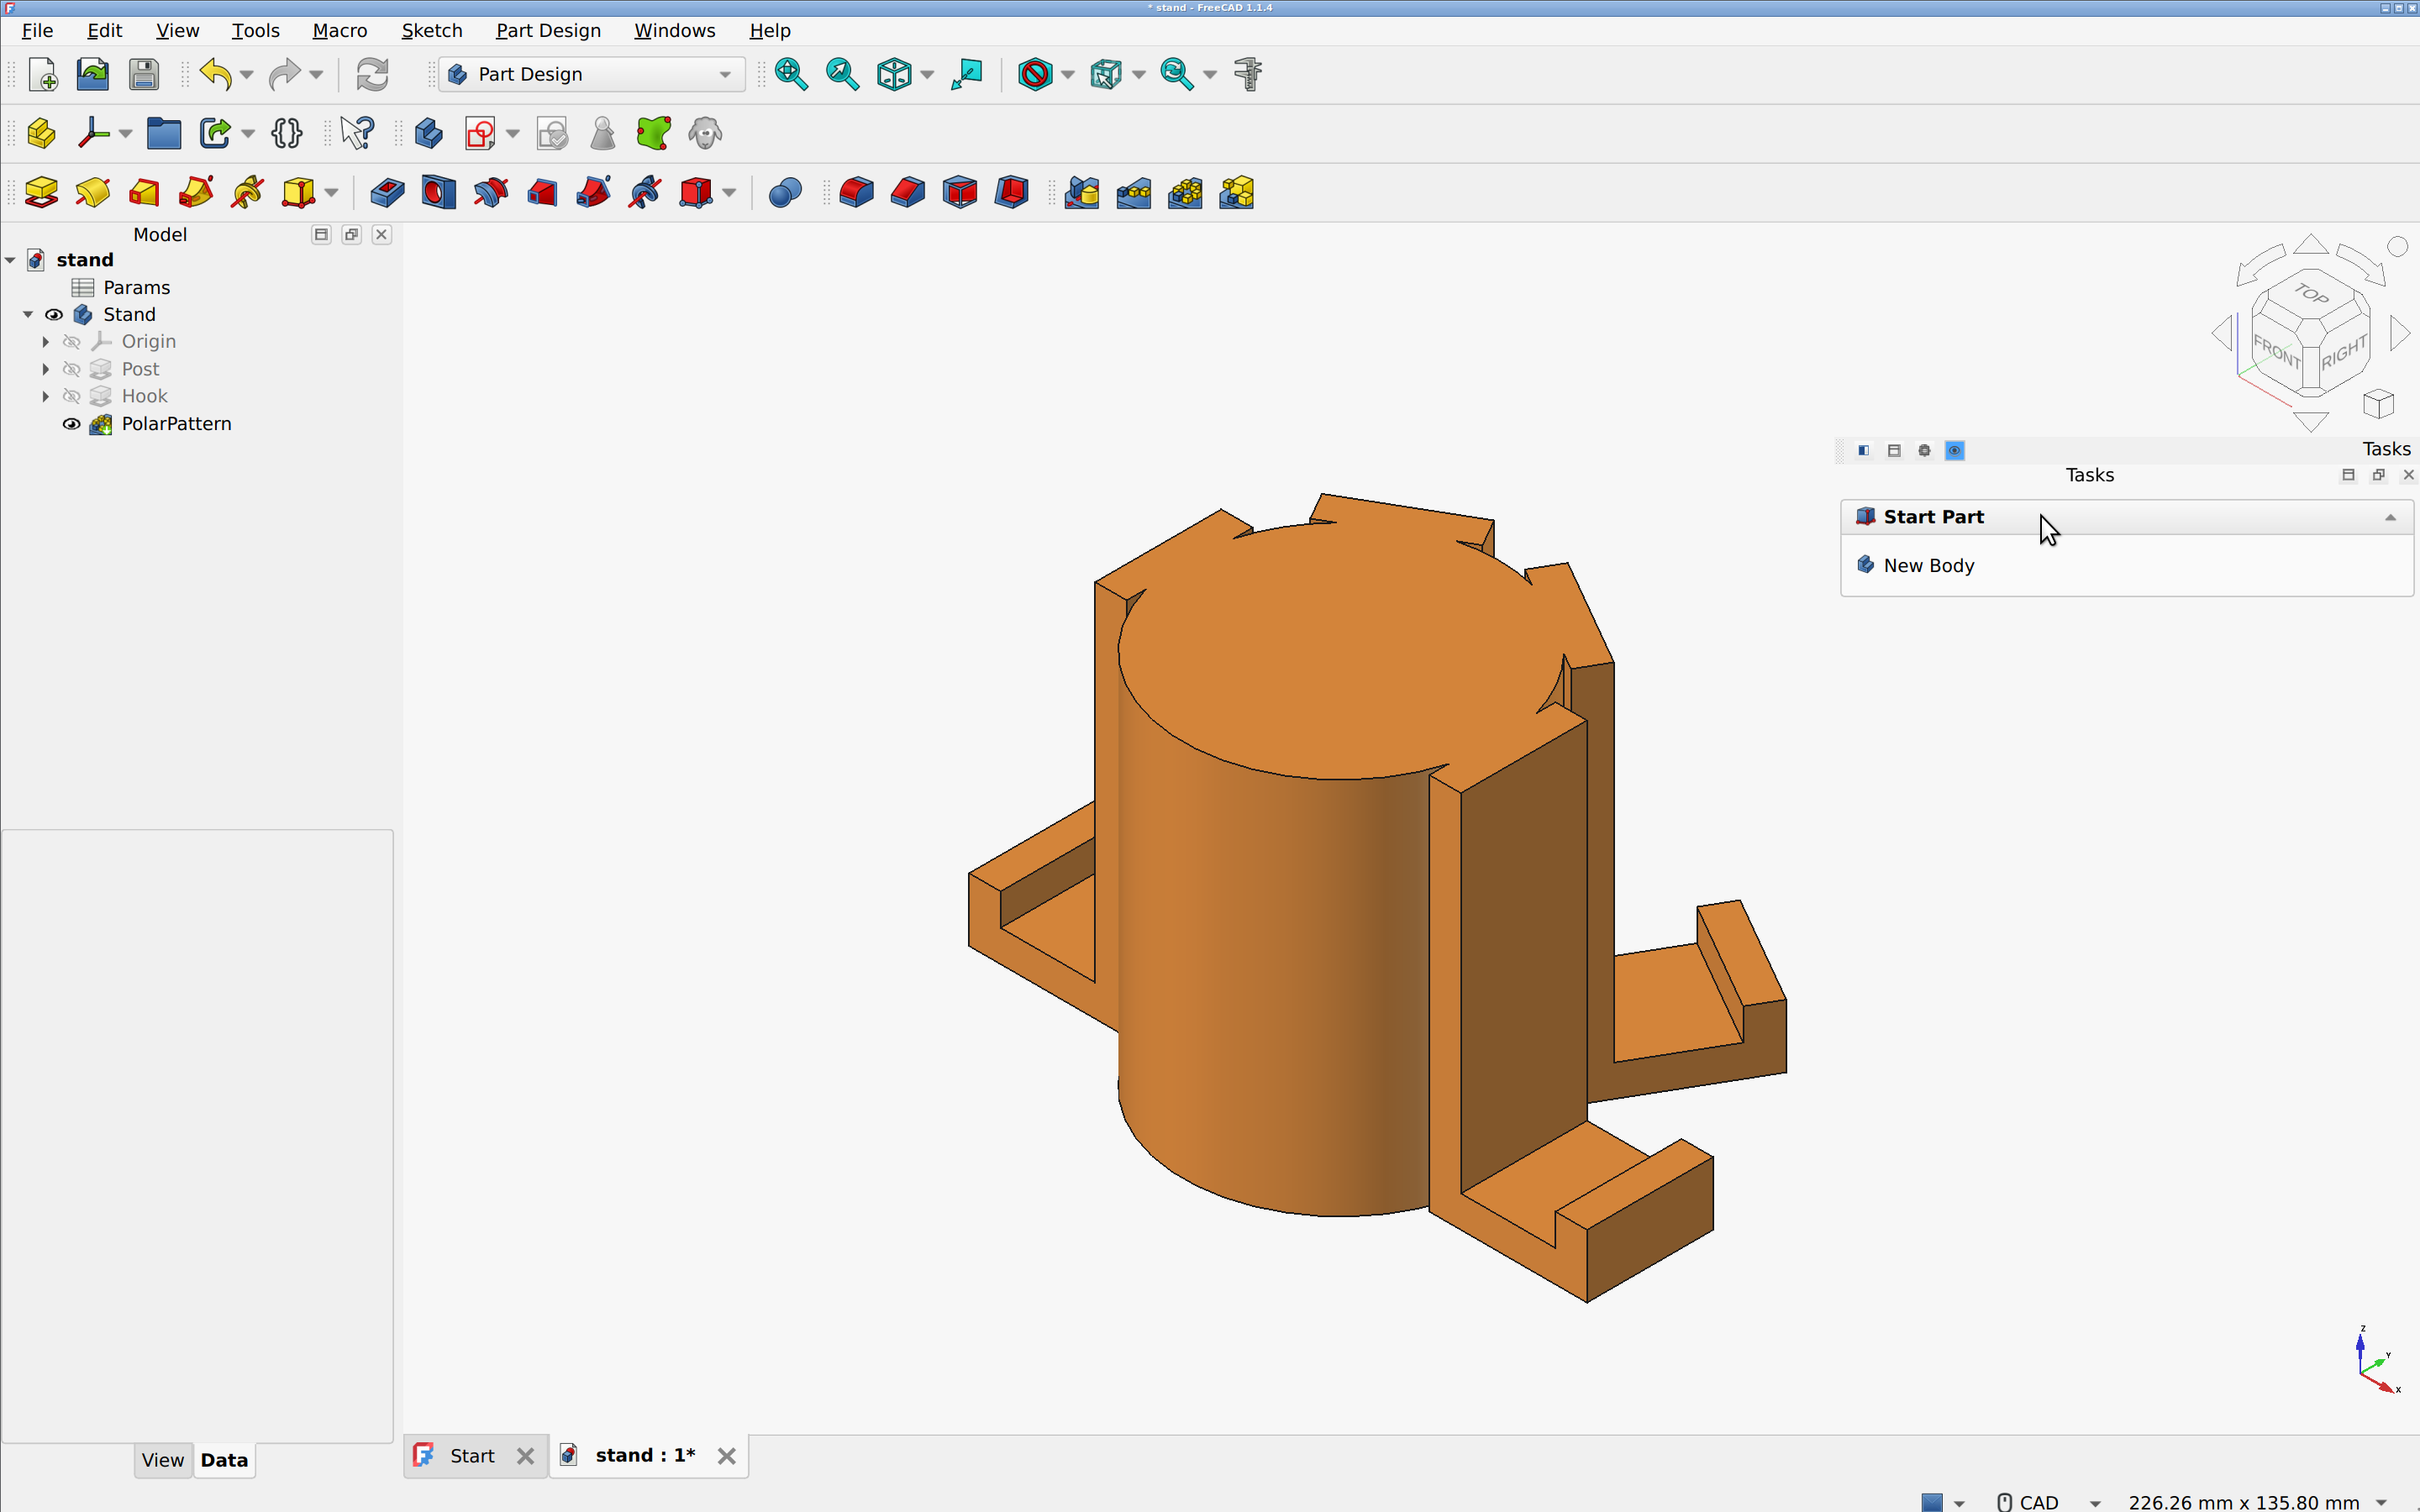 * stand - FreeCAD 1.1.4
File Edit View Tools Macro Sketch Part Design Windows Help
Part Design
Model
stand
Params
Stand
Origin
Post
Hook
PolarPattern
TOP
FRONT
RIGHT
Tasks
Tasks
Start Part
New Body
Z
Y
X
View Data
Start
stand : 1*
CAD
226.26 mm x 135.80 mm